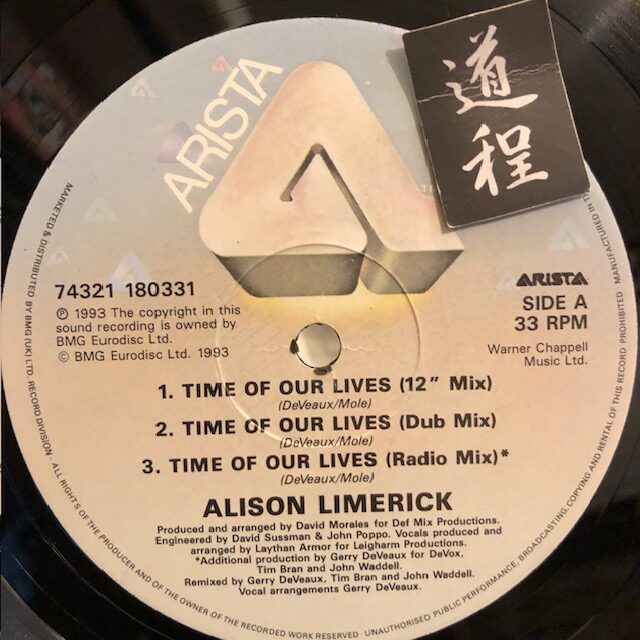 ARISTA
道
程
TM
74321 180331
℗ 1993 The copyright in this
sound recording is owned by
BMG Eurodisc Ltd.
© BMG Eurodisc Ltd. 1993
ARISTA
SIDE A
33 RPM
Warner Chappell
Music Ltd.
1. TIME OF OUR LIVES (12" Mix)
(DeVeaux/Mole)
2. TIME OF OUR LIVES (Dub Mix)
(DeVeaux/Mole)
3. TIME OF OUR LIVES (Radio Mix)*
(DeVeaux/Mole)
ALISON LIMERICK
Produced and arranged by David Morales for Def Mix Productions.
Engineered by David Sussman & John Poppo. Vocals produced and
arranged by Laythan Armor for Leigharm Productions.
*Additional production by Gerry DeVeaux for DeVox,
Tim Bran and John Waddell.
Remixed by Gerry DeVeaux, Tim Bran and John Waddell.
Vocal arrangements Gerry DeVeaux.
MARKETED & DISTRIBUTED BY BMG (UK) LTD. RECORD DIVISION · ALL RIGHTS OF THE PRODUCER AND OF THE OWNER OF THE RECORDED WORK RESERVED UNAUTHORISED PUBLIC PERFORMANCE, BROADCASTING, COPYING AND RENTAL OF THIS RECORD PROHIBITED MANUFACTURED IN